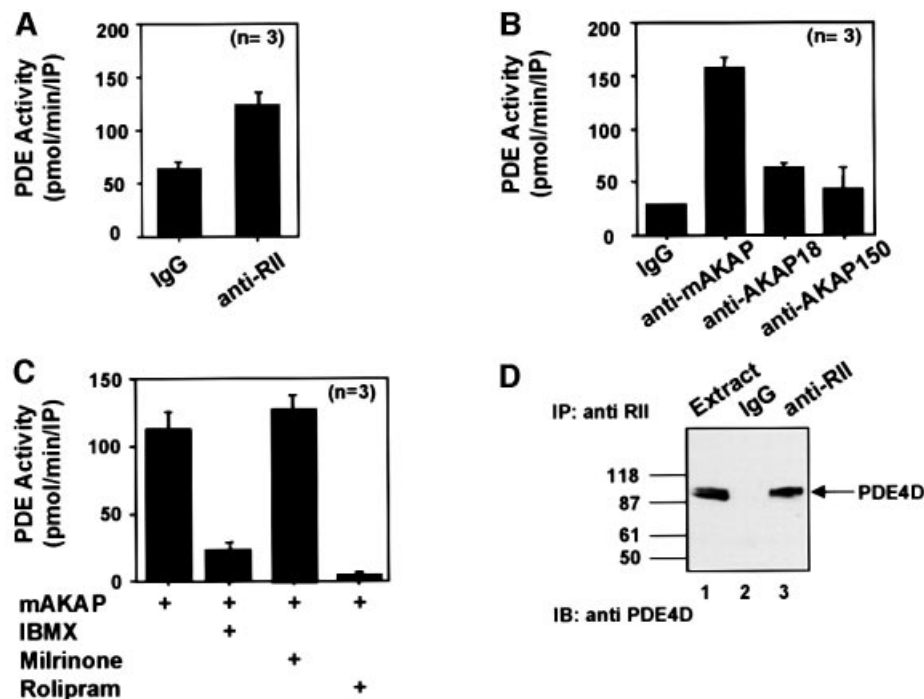 A
(n= 3)
PDE Activity
(pmol/min/IP)
200
150
100
50
0
IgG
anti-RII
B
(n= 3)
PDE Activity
(pmol/min/IP)
200
150
100
50
0
IgG
anti-mAKAP
anti-AKAP18
anti-AKAP150
C
(n=3)
PDE Activity
(pmol/min/IP)
150
100
50
0
mAKAP + + + +
IBMX +
Milrinone +
Rolipram +
D
IP: anti RII
Extract
IgG
anti-RII
118
87
61
50
PDE4D
1 2 3
IB: anti PDE4D